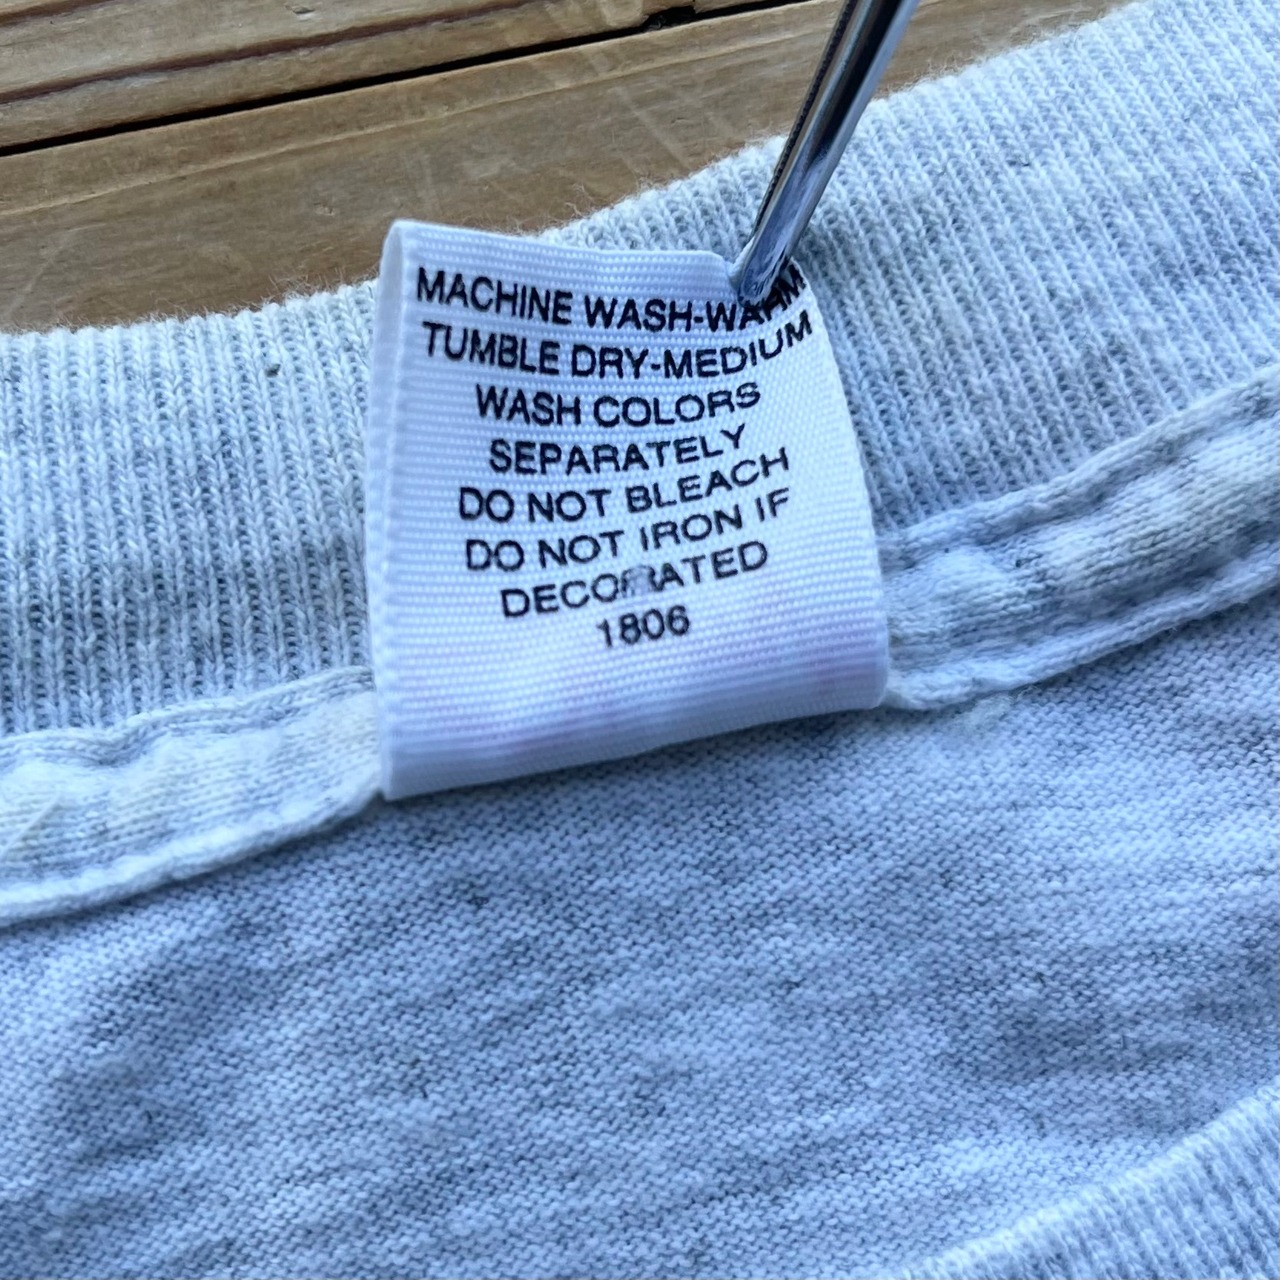 MACHINE WASH-WARM
TUMBLE DRY-MEDIUM
WASH COLORS
SEPARATELY
DO NOT BLEACH
DO NOT IRON IF
DECORATED
1806